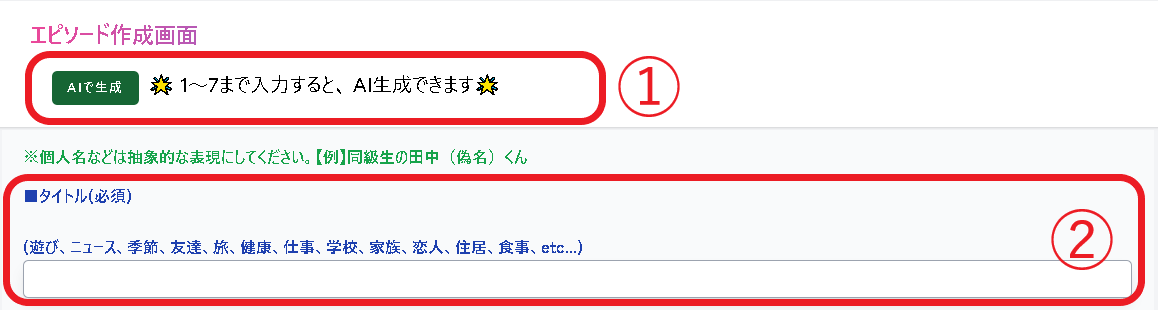 エピソード作成画面
AIで生成 🌟 1～7まで入力すると、AI生成できます🌟
①
※個人名などは抽象的な表現にしてください。【例】同級生の田中（偽名）くん
■タイトル(必須)
(遊び、ニュース、季節、友達、旅、健康、仕事、学校、家族、恋人、住居、食事、etc...)
②